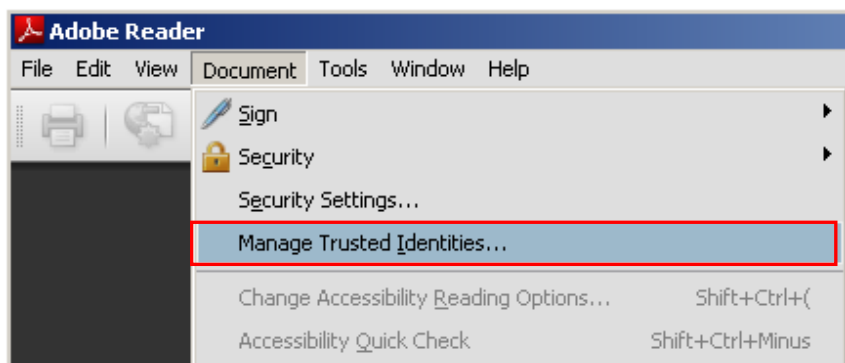 Adobe Reader
File Edit View Document Tools Window Help
Sign
Security
Security Settings...
Manage Trusted Identities...
Change Accessibility Reading Options... Shift+Ctrl+(
Accessibility Quick Check Shift+Ctrl+Minus